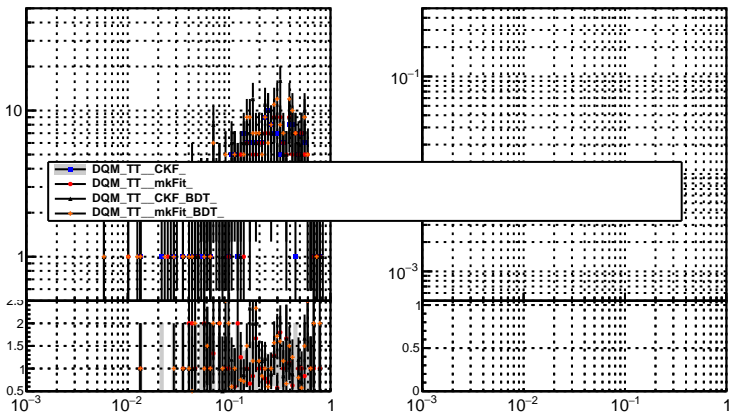 10
1
10⁻¹
10⁻³
DQM_TT__CKF_
DQM_TT__mkFit_
DQM_TT__CKF_BDT_
DQM_TT__mkFit_BDT_
2.5
2
1.5
1
0.5
1
0.5
0
10⁻³ 10⁻² 10⁻¹ 1
10⁻³ 10⁻² 10⁻¹ 1